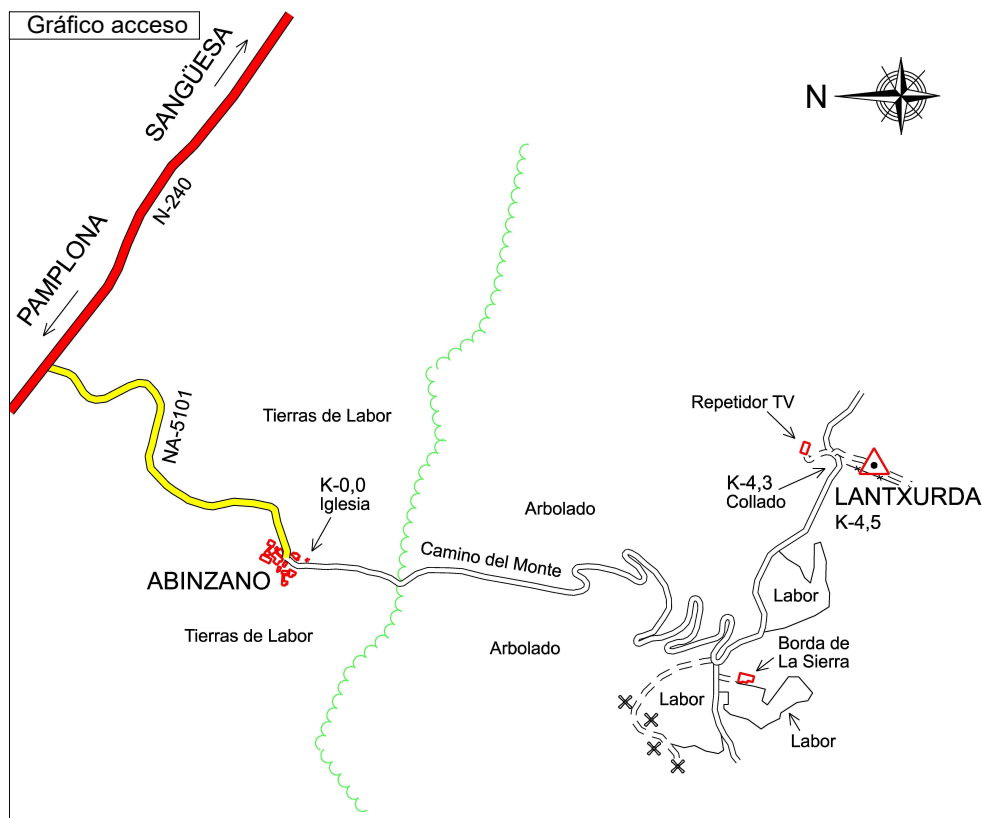 Gráfico acceso
SANGÜESA
N
N-240
PAMPLONA
NA-5101
Tierras de Labor
Repetidor TV
K-0,0
Iglesia
K-4,3
Collado
LANTXURDA
K-4,5
Arbolado
Camino del Monte
ABINZANO
Labor
Tierras de Labor
Arbolado
Borda de
La Sierra
Labor
Labor